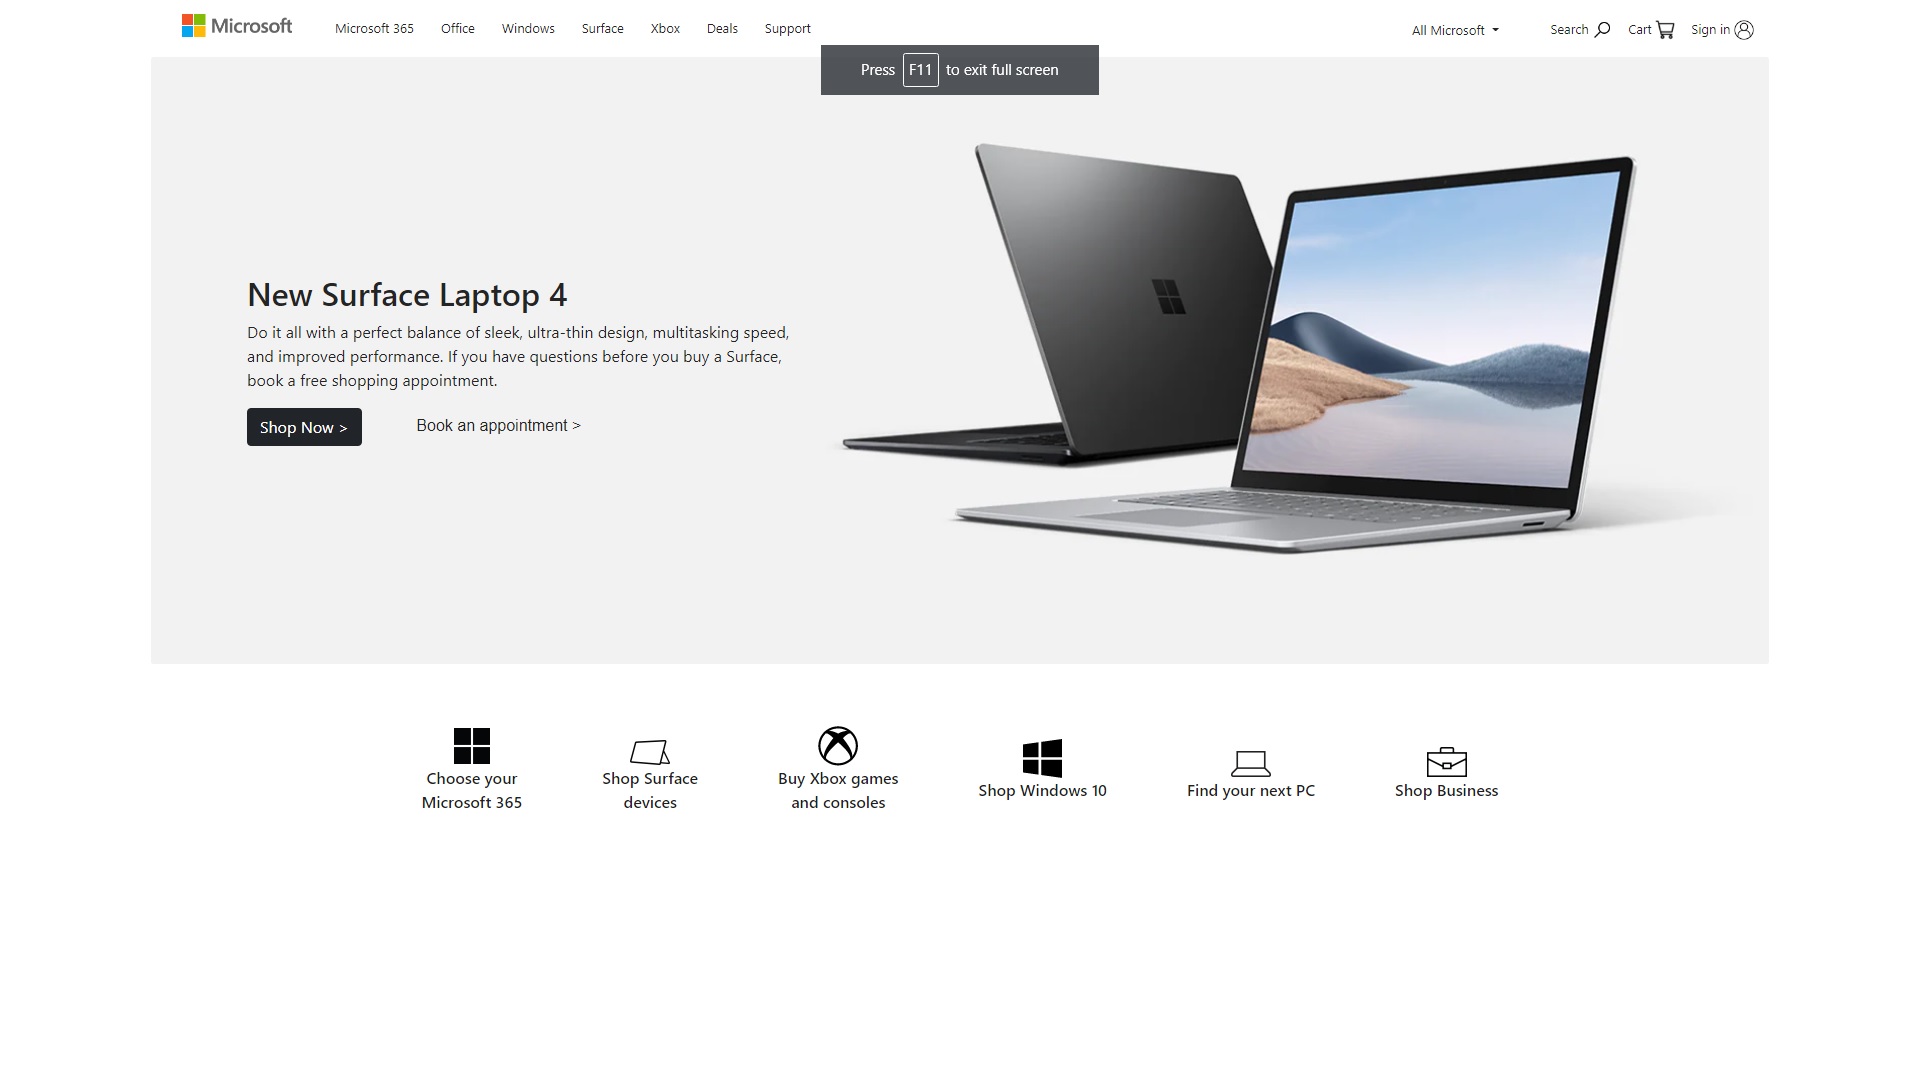 Microsoft
Microsoft 365
Office
Windows
Surface
Xbox
Deals
Support
All Microsoft
Search
Cart
Sign in
Press F11 to exit full screen
New Surface Laptop 4
Do it all with a perfect balance of sleek, ultra-thin design, multitasking speed,
and improved performance. If you have questions before you buy a Surface,
book a free shopping appointment.
Shop Now >
Book an appointment >
Choose your
Microsoft 365
Shop Surface
devices
Buy Xbox games
and consoles
Shop Windows 10
Find your next PC
Shop Business